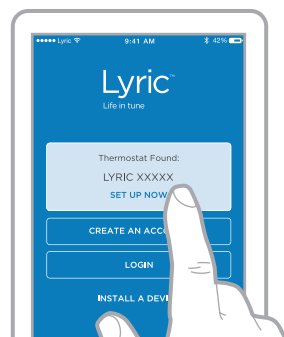 Lyric 9:41 AM 42%
Lyric™
Life in tune
Thermostat Found:
LYRIC XXXXX
SET UP NOW
CREATE AN ACCO
LOGIN
INSTALL A DEVI